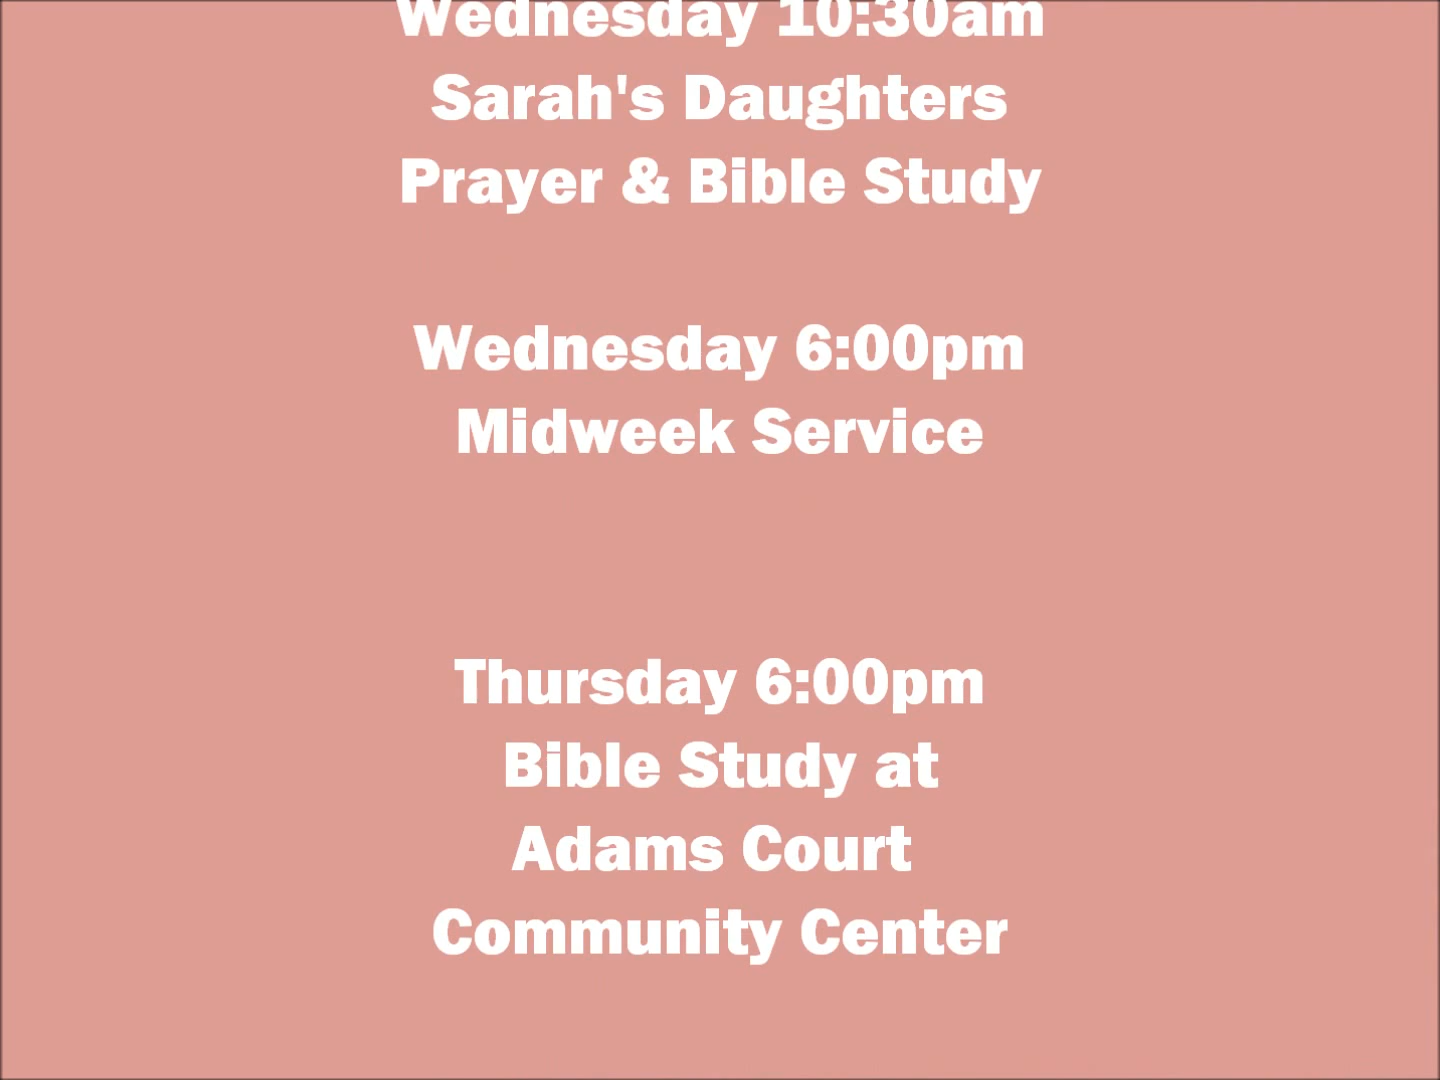 Wednesday 10:30am
Sarah's Daughters
Prayer & Bible Study
Wednesday 6:00pm
Midweek Service
Thursday 6:00pm
Bible Study at
Adams Court
Community Center